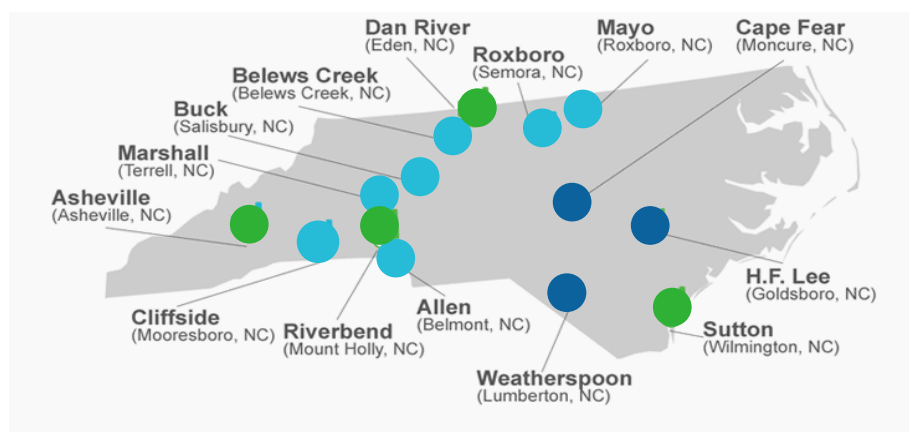 Dan River
(Eden, NC)
Mayo
(Roxboro, NC)
Cape Fear
(Moncure, NC)
Roxboro
(Semora, NC)
Belews Creek
(Belews Creek, NC)
Buck
(Salisbury, NC)
Marshall
(Terrell, NC)
Asheville
(Asheville, NC)
H.F. Lee
(Goldsboro, NC)
Allen
(Belmont, NC)
Cliffside
(Mooresboro, NC)
Riverbend
(Mount Holly, NC)
Sutton
(Wilmington, NC)
Weatherspoon
(Lumberton, NC)